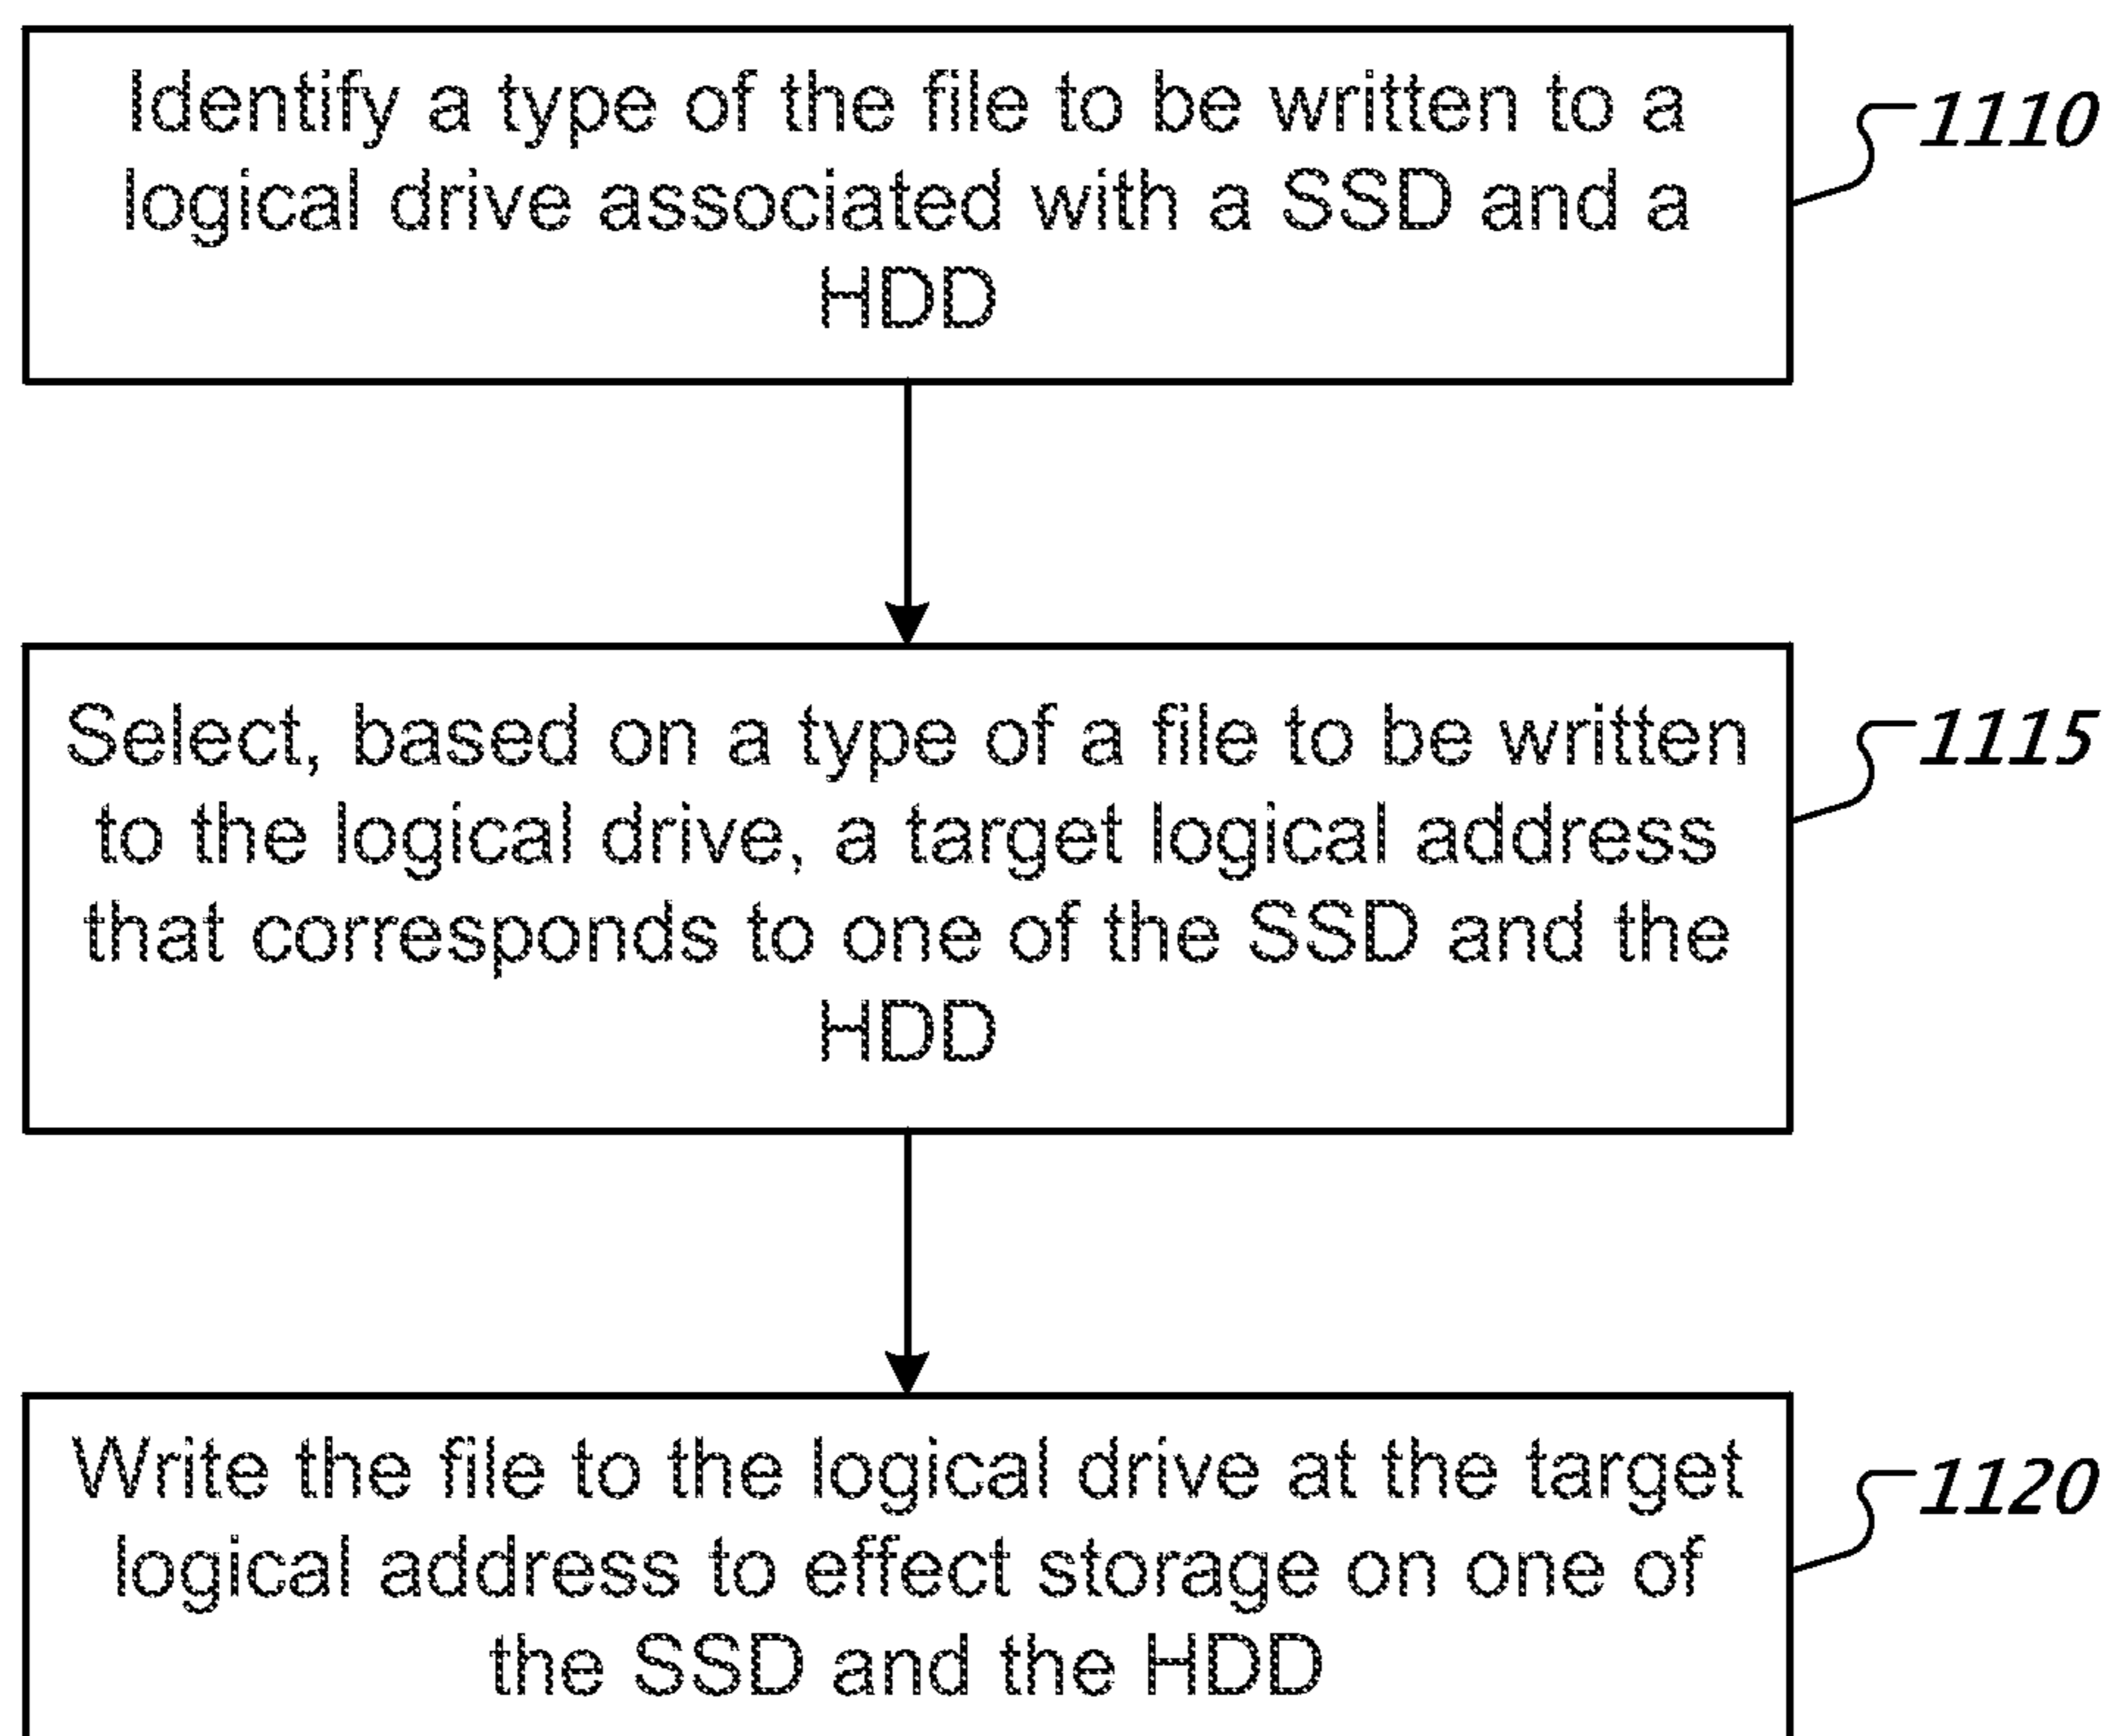 Identify a type of the file to be written to a
logical drive associated with a SSD and a
HDD
1110
Select, based on a type of a file to be written
to the logical drive, a target logical address
that corresponds to one of the SSD and the
HDD
1115
Write the file to the logical drive at the target
logical address to effect storage on one of
the SSD and the HDD
1120